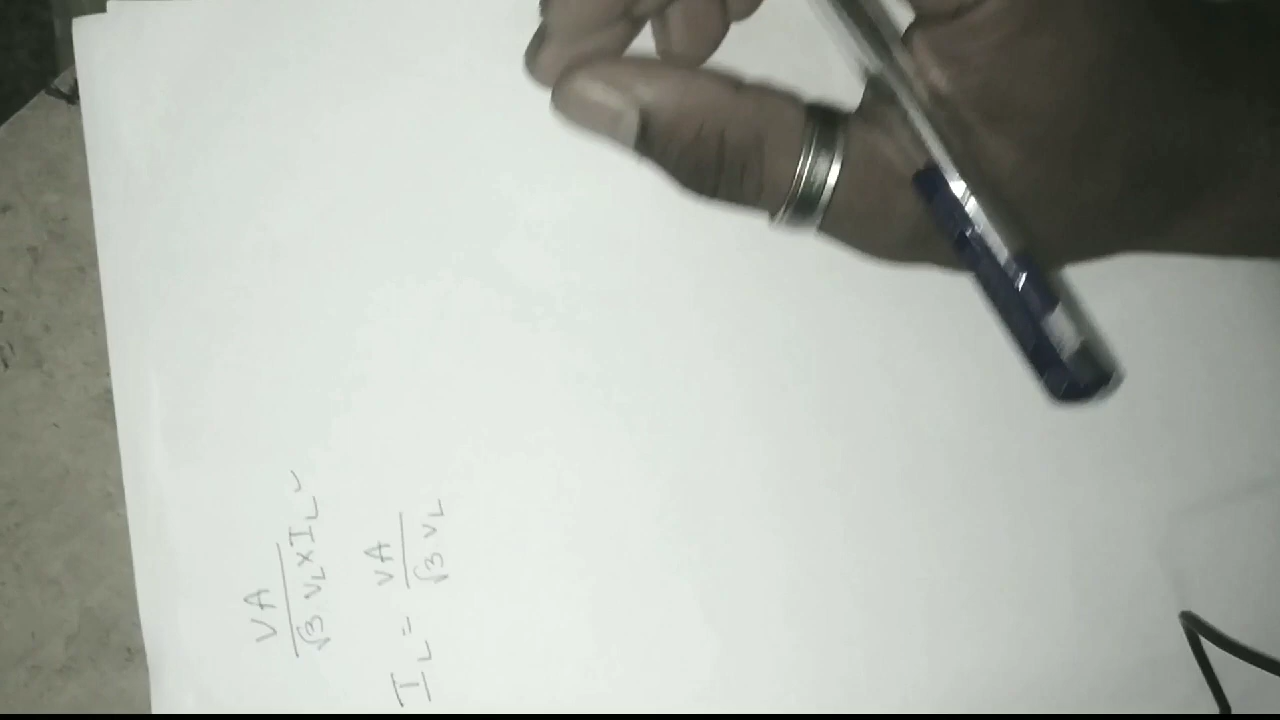 VA
√3 VL×IL
IL = VA
√3 VL